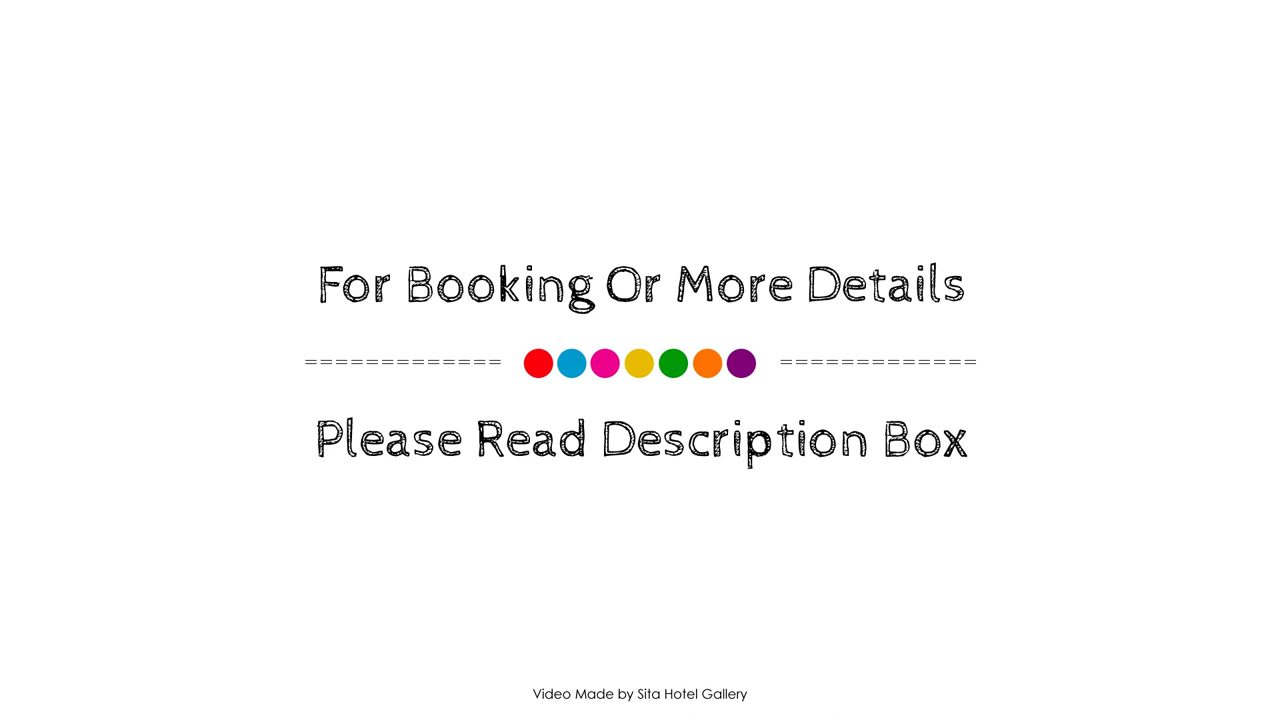 For Booking Or More Details
============= =============
Please Read Description Box
Video Made by Sita Hotel Gallery